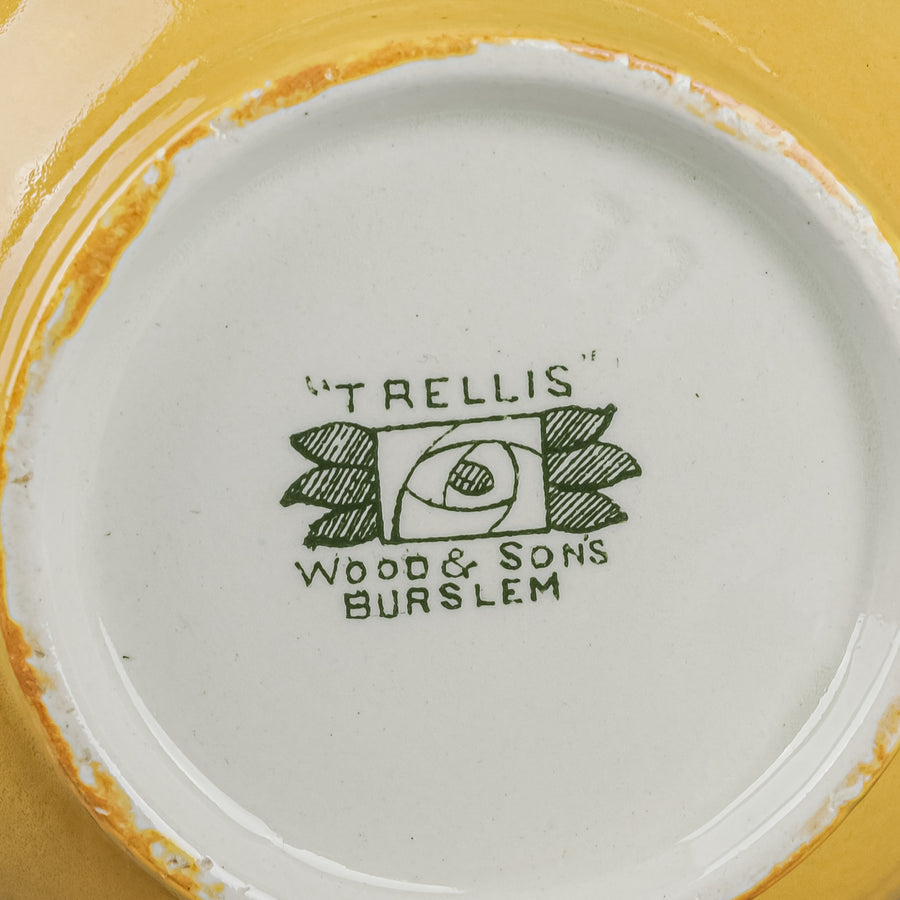 "TRELLIS"
WOOD & SON'S
BURSLEM